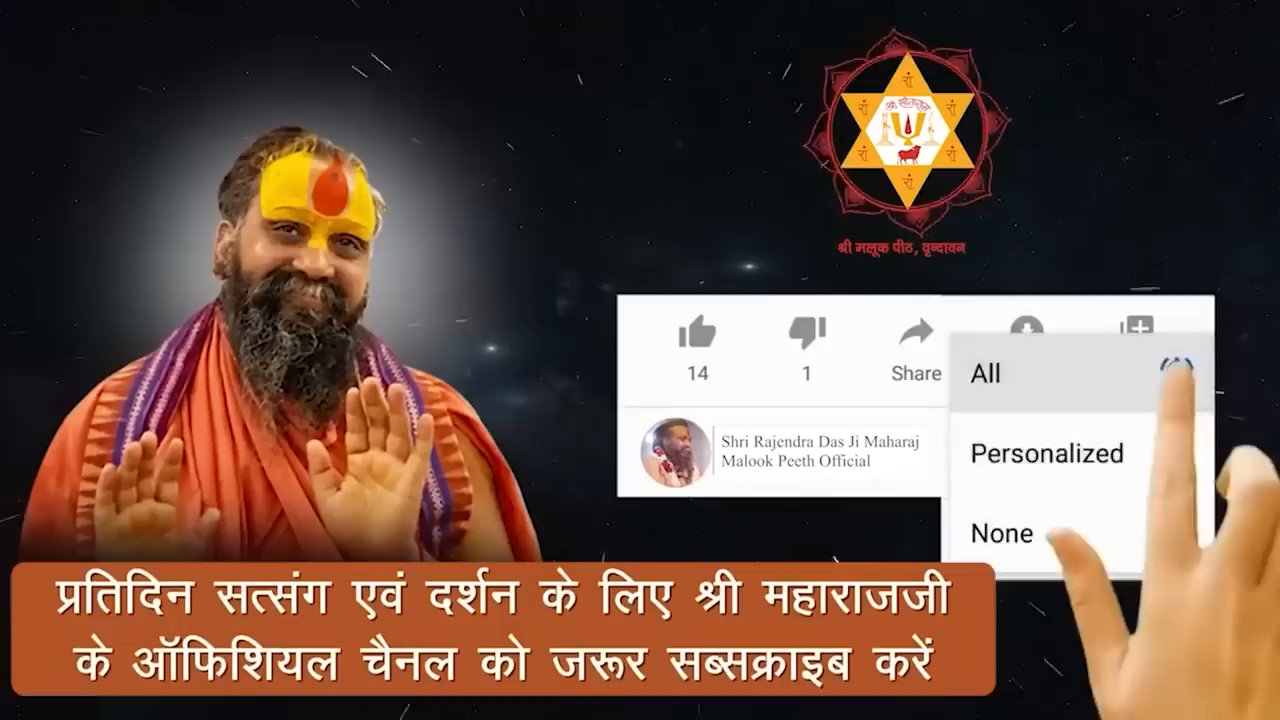 रां
रां
रां
श्री सीताराम
रां
रां
रां
श्री मलूक पीठ, वृन्दावन
14
1
Share
All
Shri Rajendra Das Ji Maharaj
Malook Peeth Official
Personalized
None
प्रतिदिन सत्संग एवं दर्शन के लिए श्री महाराजजी
के ऑफिशियल चैनल को जरूर सब्सक्राइब करें